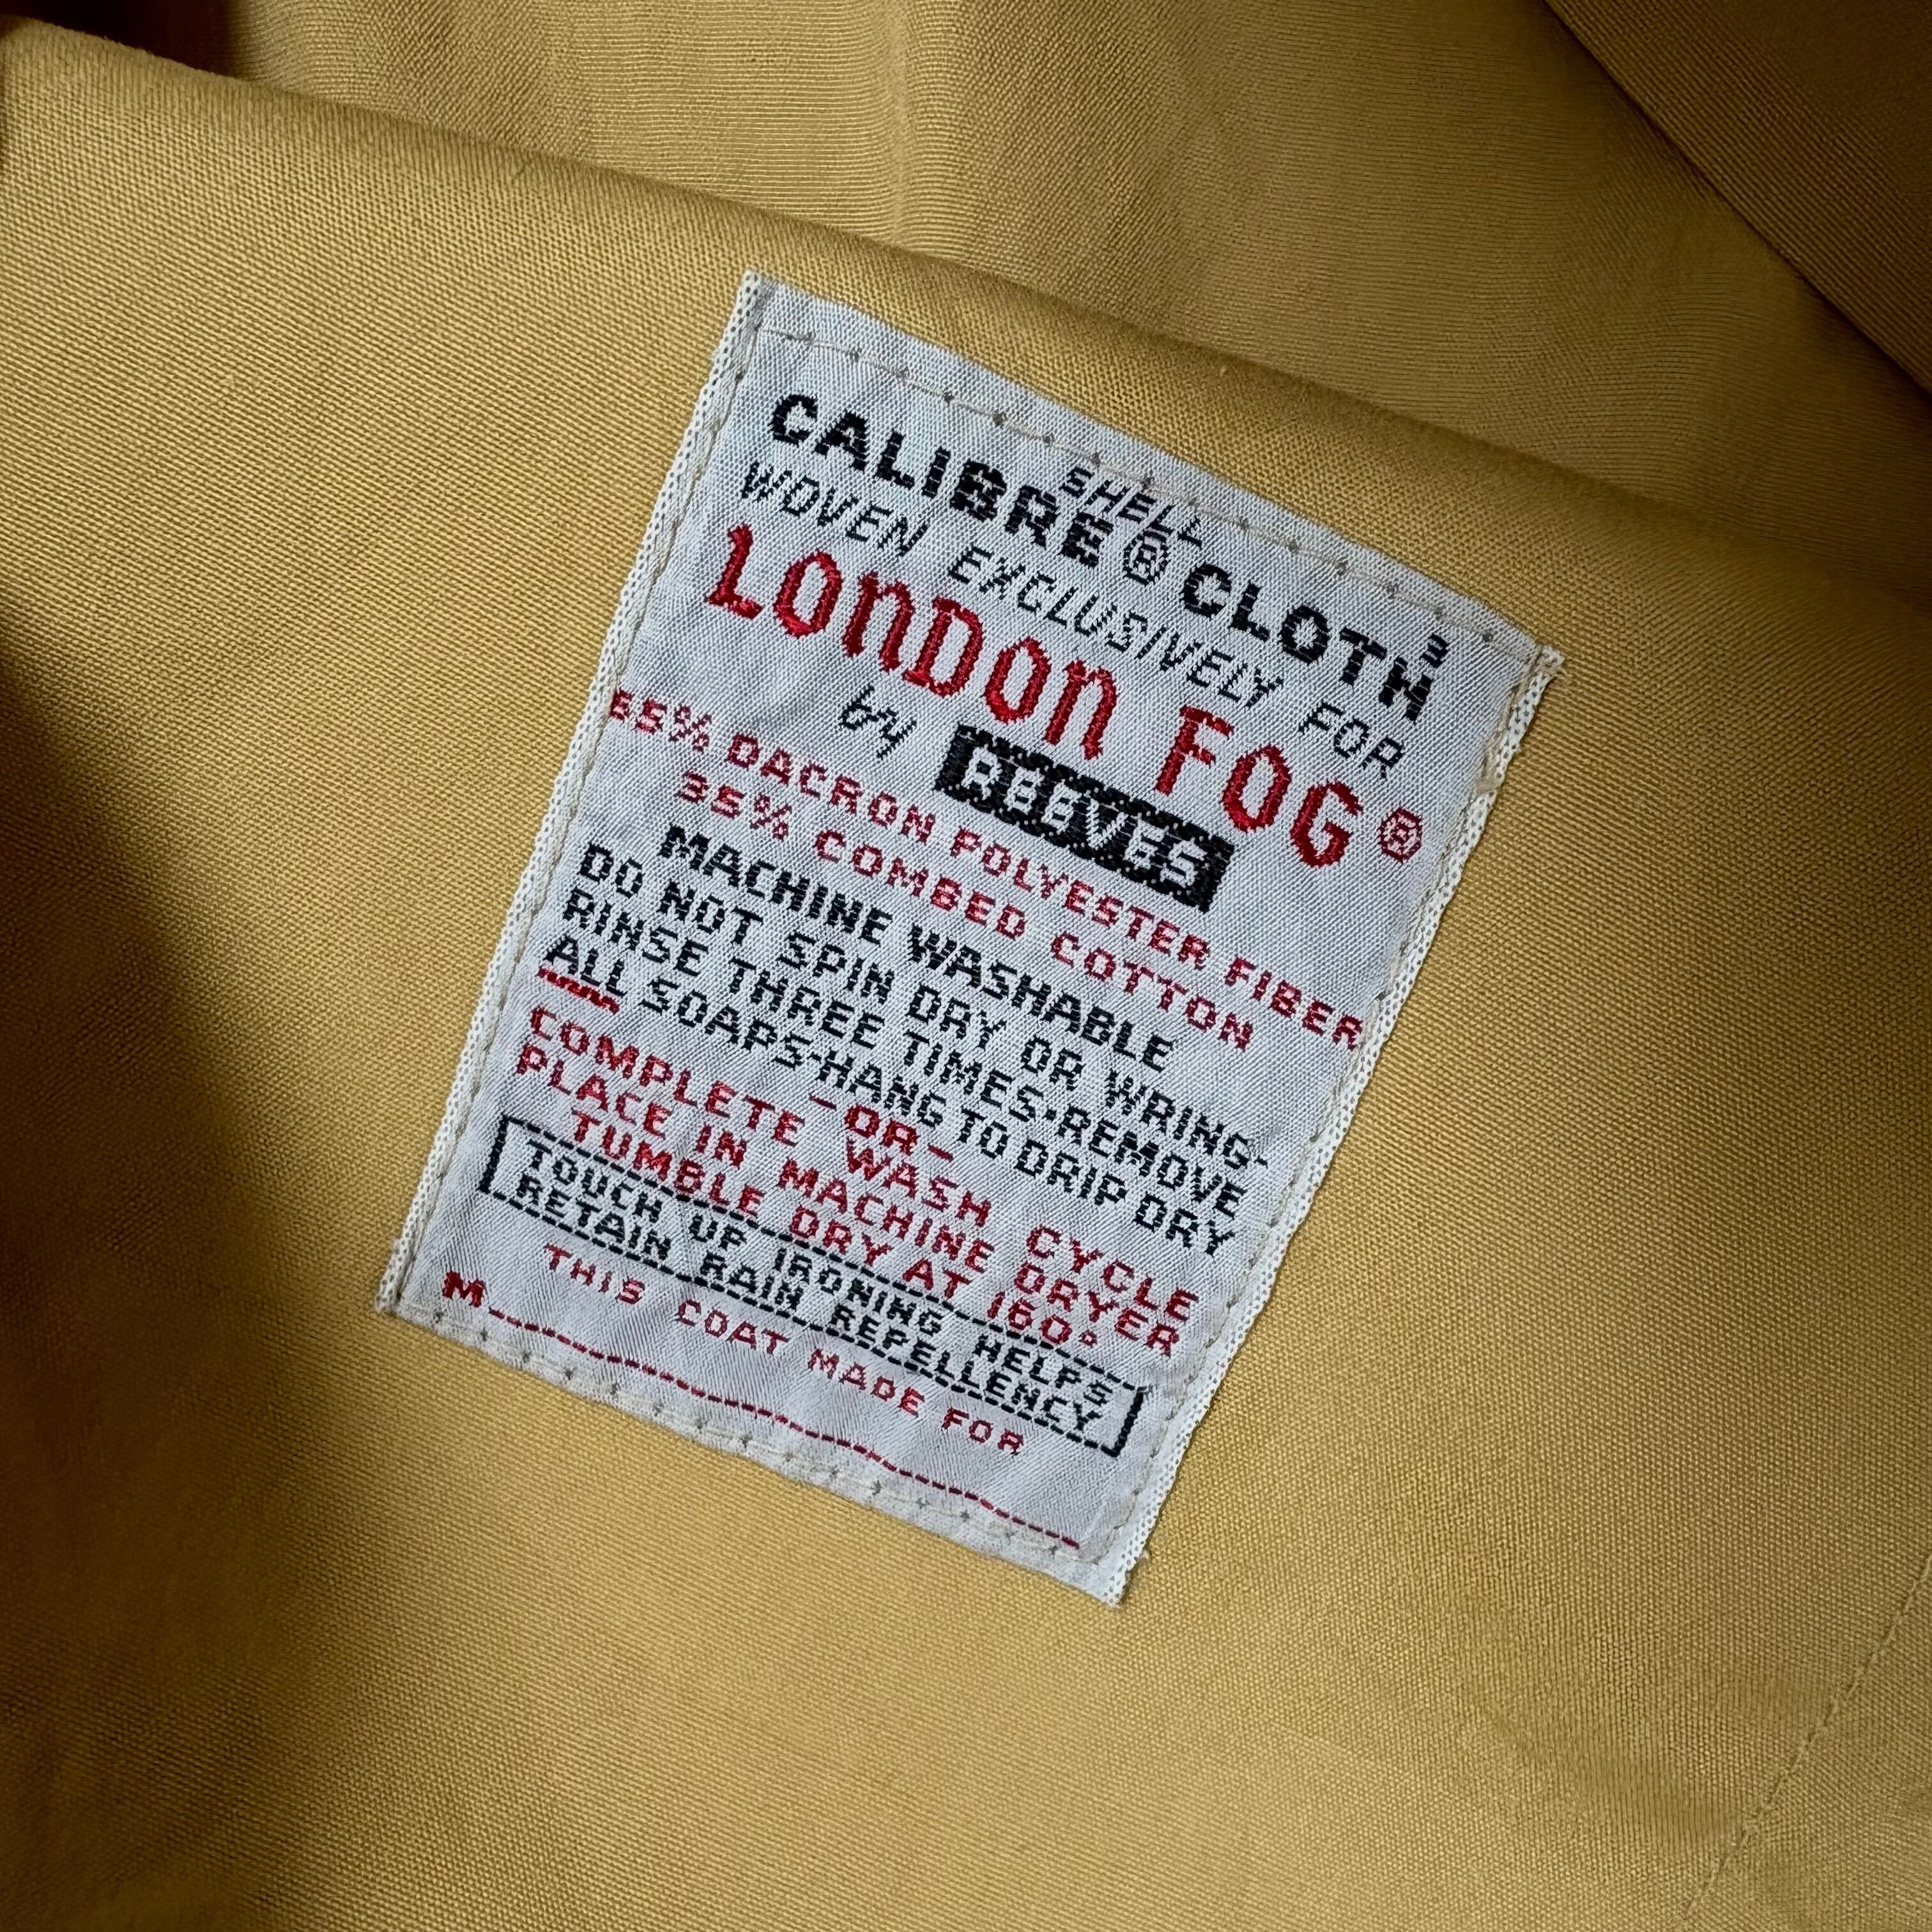 SHELL
CALIBRE® CLOTH³
WOVEN EXCLUSIVELY FOR
LONDON FOG®
by REEVES
65% DACRON POLYESTER FIBER
35% COMBED COTTON
MACHINE WASHABLE
DO NOT SPIN DRY OR WRING-
RINSE THREE TIMES-REMOVE
ALL SOAPS-HANG TO DRIP DRY
-OR-
COMPLETE WASH CYCLE
PLACE IN MACHINE DRYER
TUMBLE DRY AT 160°
TOUCH UP IRONING HELPS
RETAIN RAIN REPELLENCY
THIS COAT MADE FOR
M